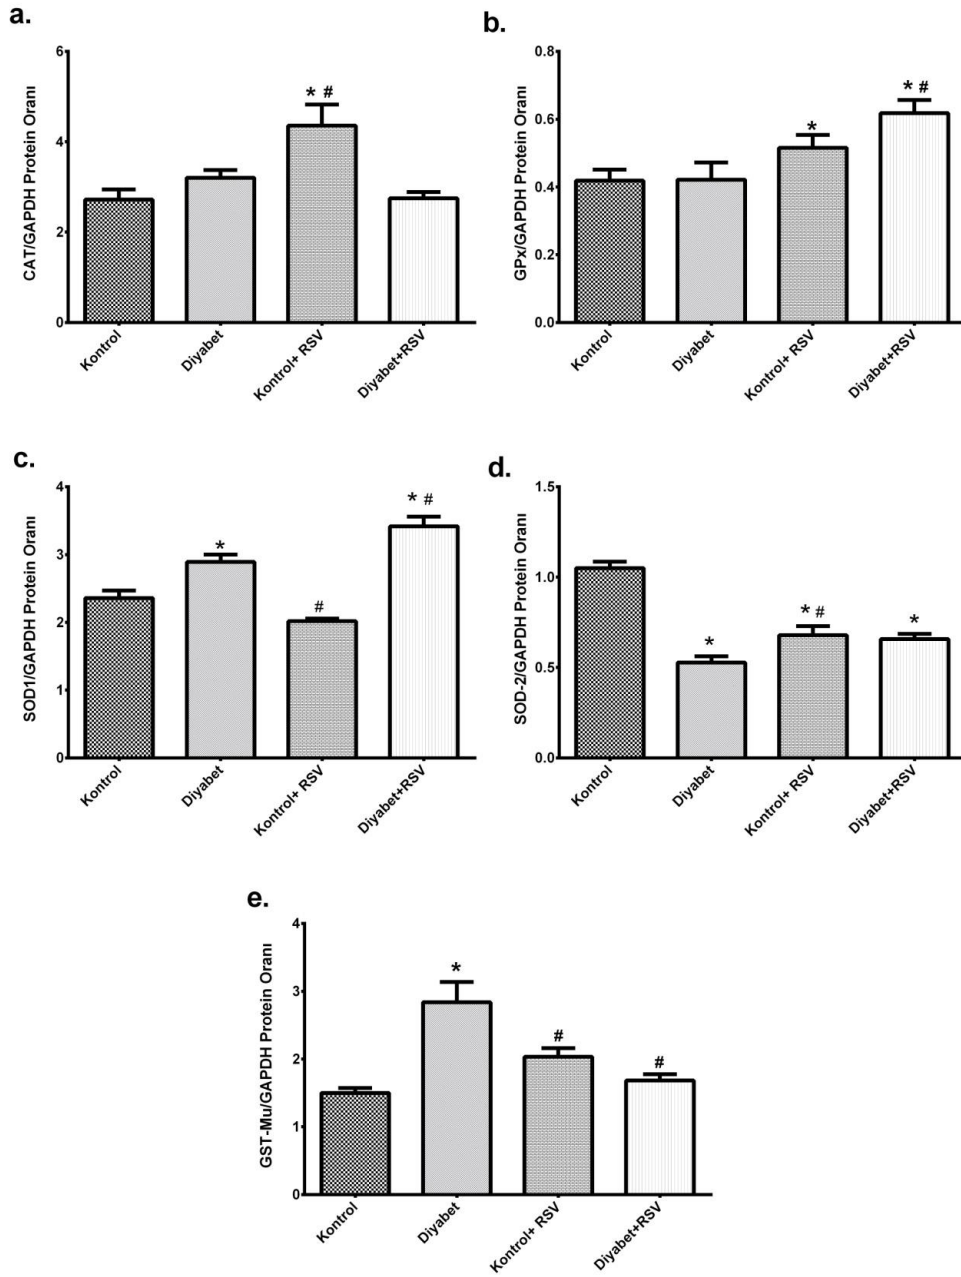 a.
CAT/GAPDH Protein Oranı
6
4
2
0
* #
Kontrol
Diyabet
Kontrol+ RSV
Diyabet+RSV
b.
GPx/GAPDH Protein Oranı
0.8
0.6
0.4
0.2
0.0
*
* #
Kontrol
Diyabet
Kontrol+ RSV
Diyabet+RSV
c.
SOD1/GAPDH Protein Oranı
4
3
2
1
0
*
#
* #
Kontrol
Diyabet
Kontrol+ RSV
Diyabet+RSV
d.
SOD-2/GAPDH Protein Oranı
1.5
1.0
0.5
0.0
*
* #
*
Kontrol
Diyabet
Kontrol+ RSV
Diyabet+RSV
e.
GST-Mu/GAPDH Protein Oranı
4
3
2
1
0
*
#
#
Kontrol
Diyabet
Kontrol+ RSV
Diyabet+RSV